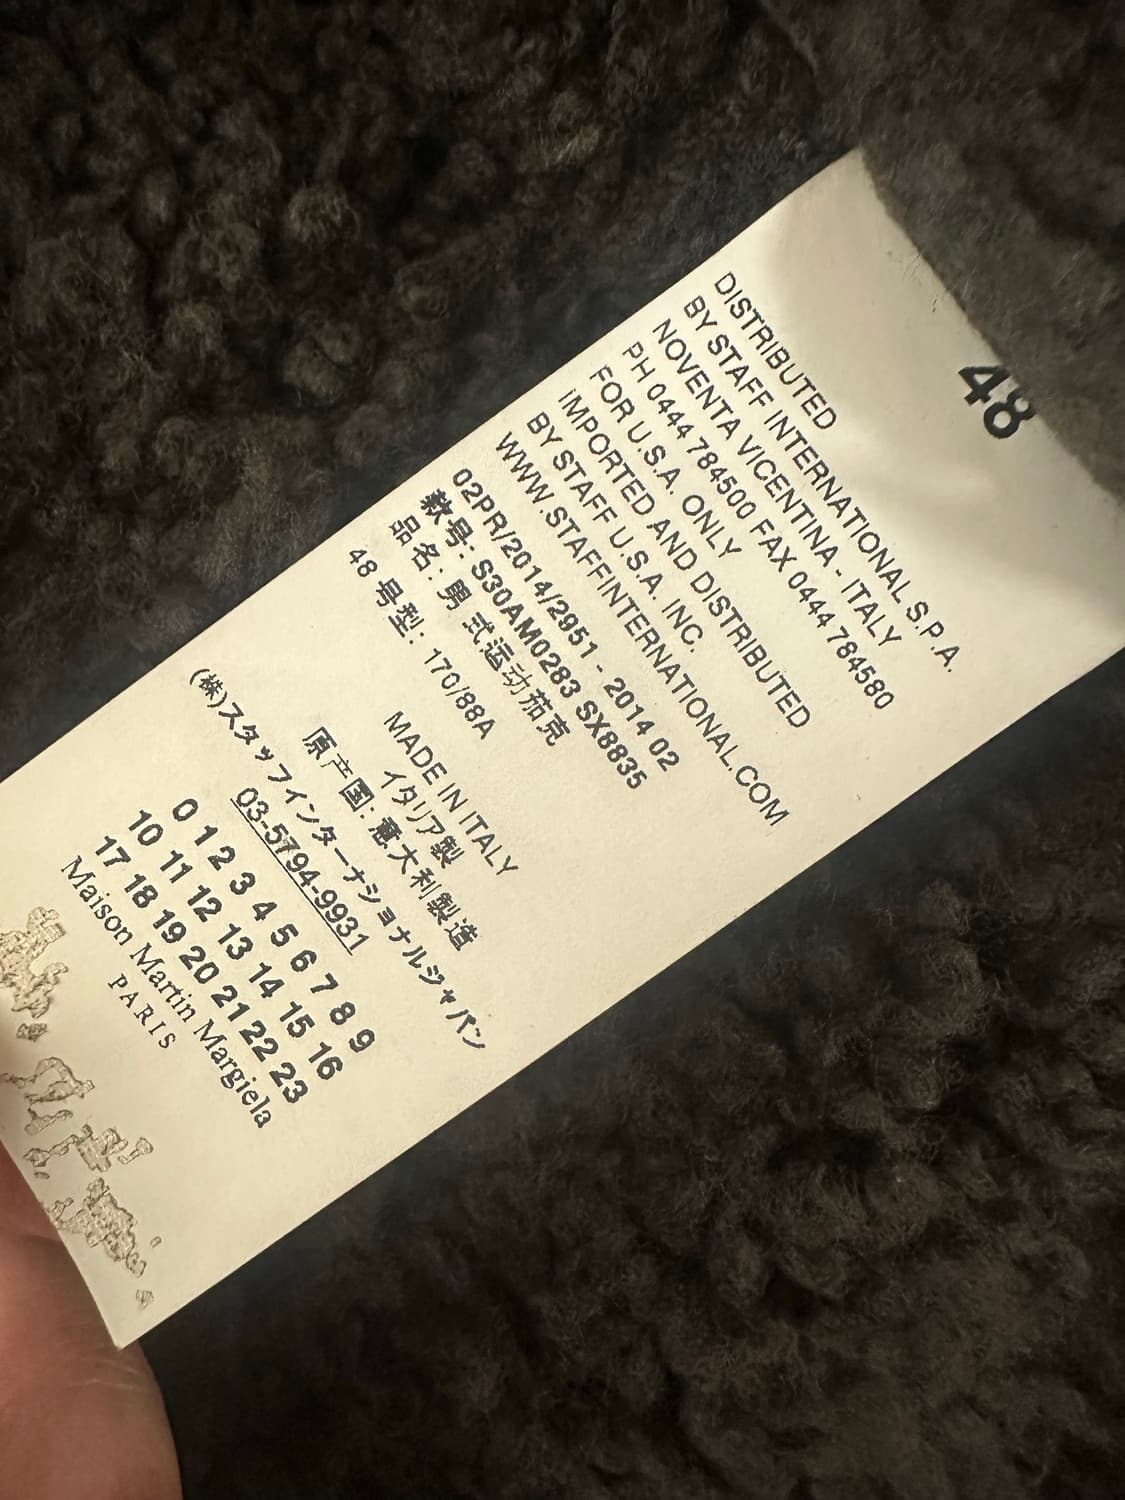 48
DISTRIBUTED
BY STAFF INTERNATIONAL S.P.A.
NOVENTA VICENTINA - ITALY
PH 0444 784500 FAX 0444 784580
FOR U.S.A. ONLY
IMPORTED AND DISTRIBUTED
BY STAFF U.S.A. INC.
WWW.STAFFINTERNATIONAL.COM
02PR/2014/2951 - 2014 02
款号: S30AM0283 SX8835
品名: 男式运动茄克
48 号型: 170/88A
MADE IN ITALY
イタリア製
原产国: 意大利製造
(株)スタッフインターナショナルジャパン
03-5794-9931
0 1 2 3 4 5 6 7 8 9
10 11 12 13 14 15 16
17 18 19 20 21 22 23
Maison Martin Margiela
PARIS